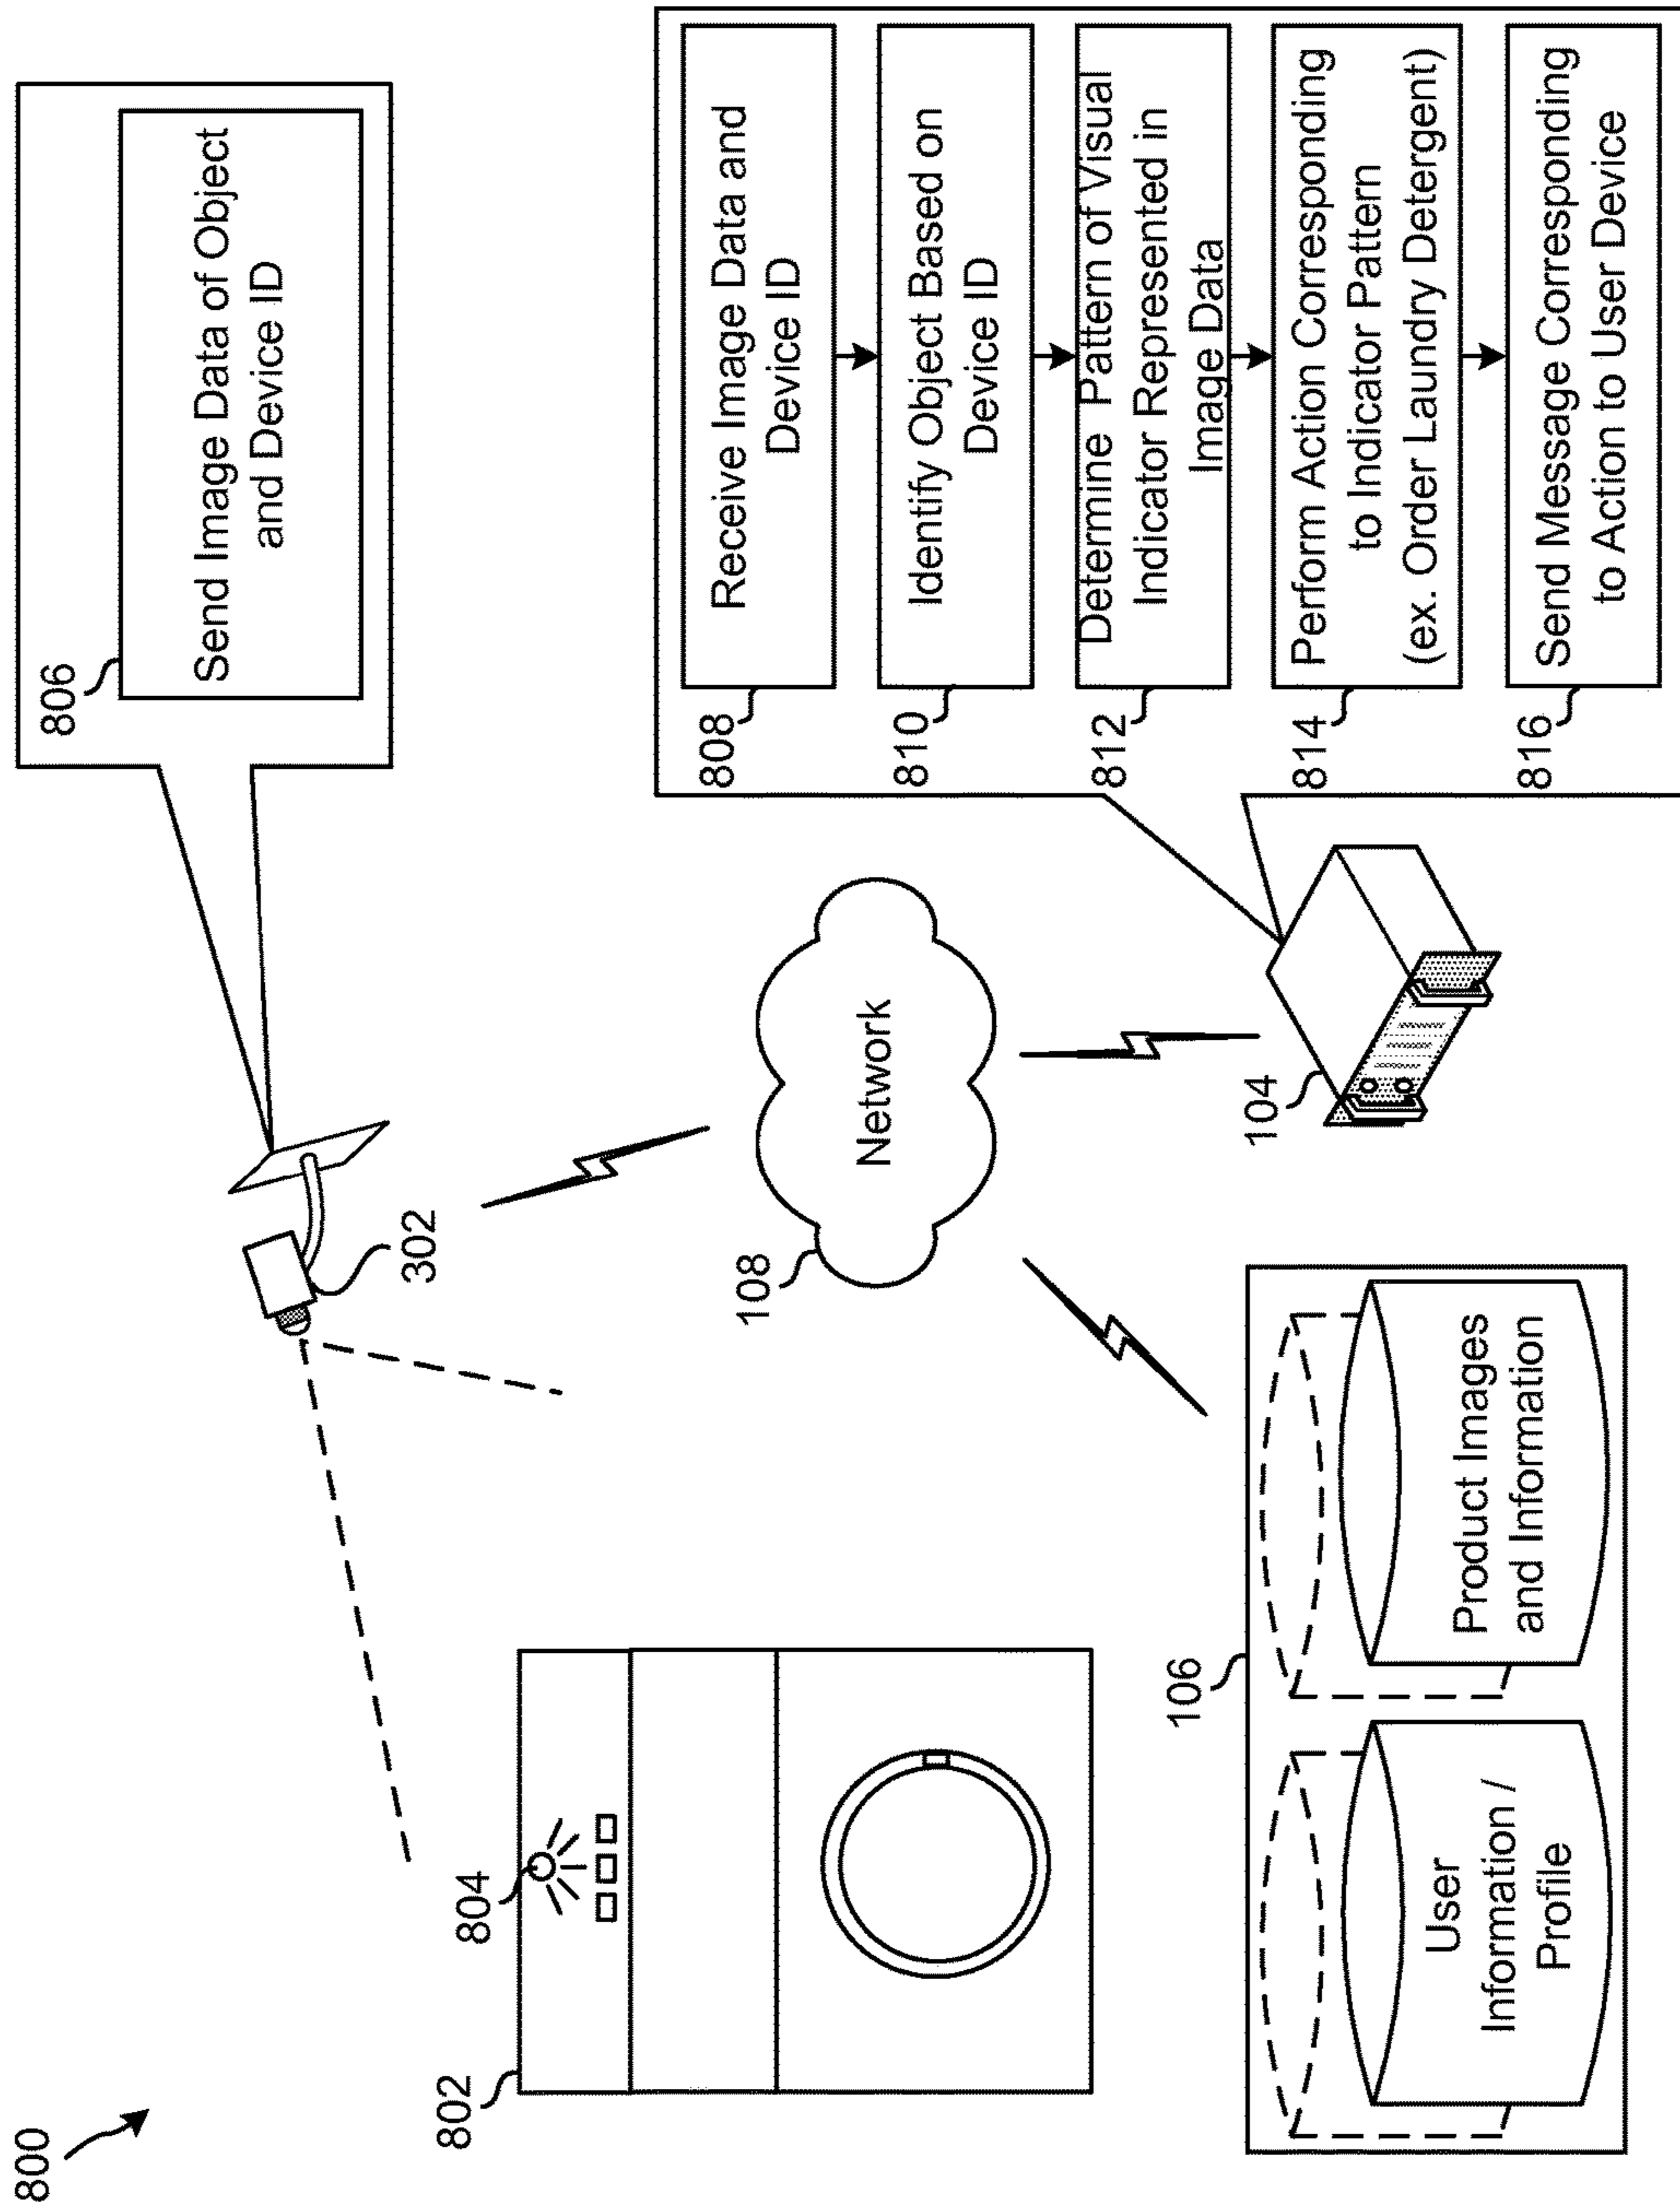 800
802
804
302
806
Send Image Data of Object
and Device ID
108
Network
106
User
Information /
Profile
Product Images
and Information
104
808
Receive Image Data and
Device ID
810
Identify Object Based on
Device ID
812
Determine Pattern of Visual
Indicator Represented in
Image Data
814
Perform Action Corresponding
to Indicator Pattern
(ex. Order Laundry Detergent)
816
Send Message Corresponding
to Action to User Device